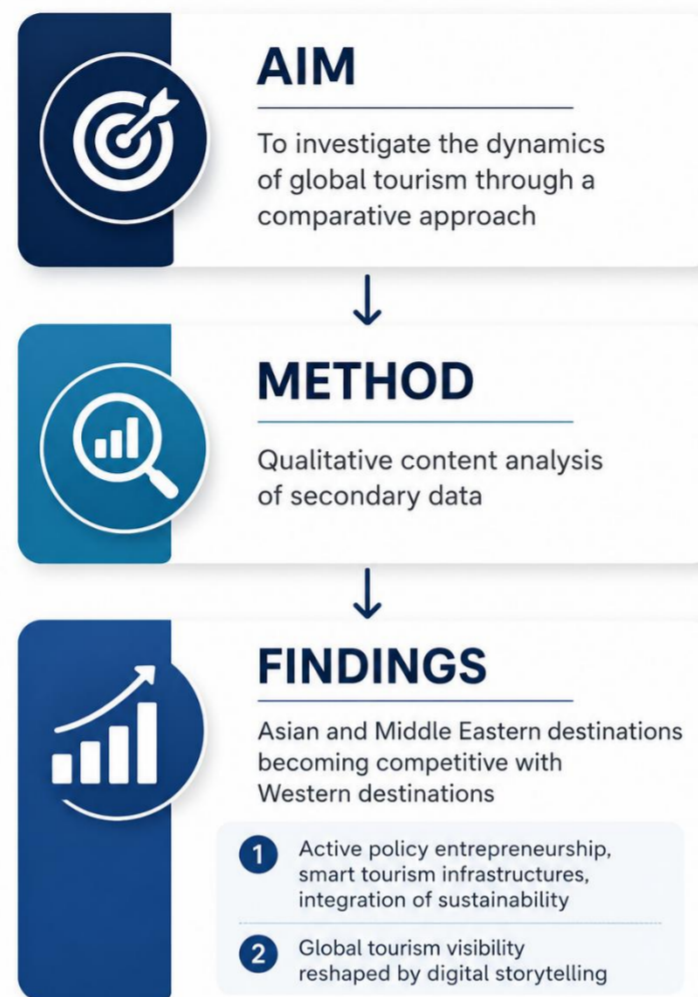 AIM
To investigate the dynamics
of global tourism through a
comparative approach
METHOD
Qualitative content analysis
of secondary data
FINDINGS
Asian and Middle Eastern destinations
becoming competitive with
Western destinations
1 Active policy entrepreneurship,
smart tourism infrastructures,
integration of sustainability
2 Global tourism visibility
reshaped by digital storytelling